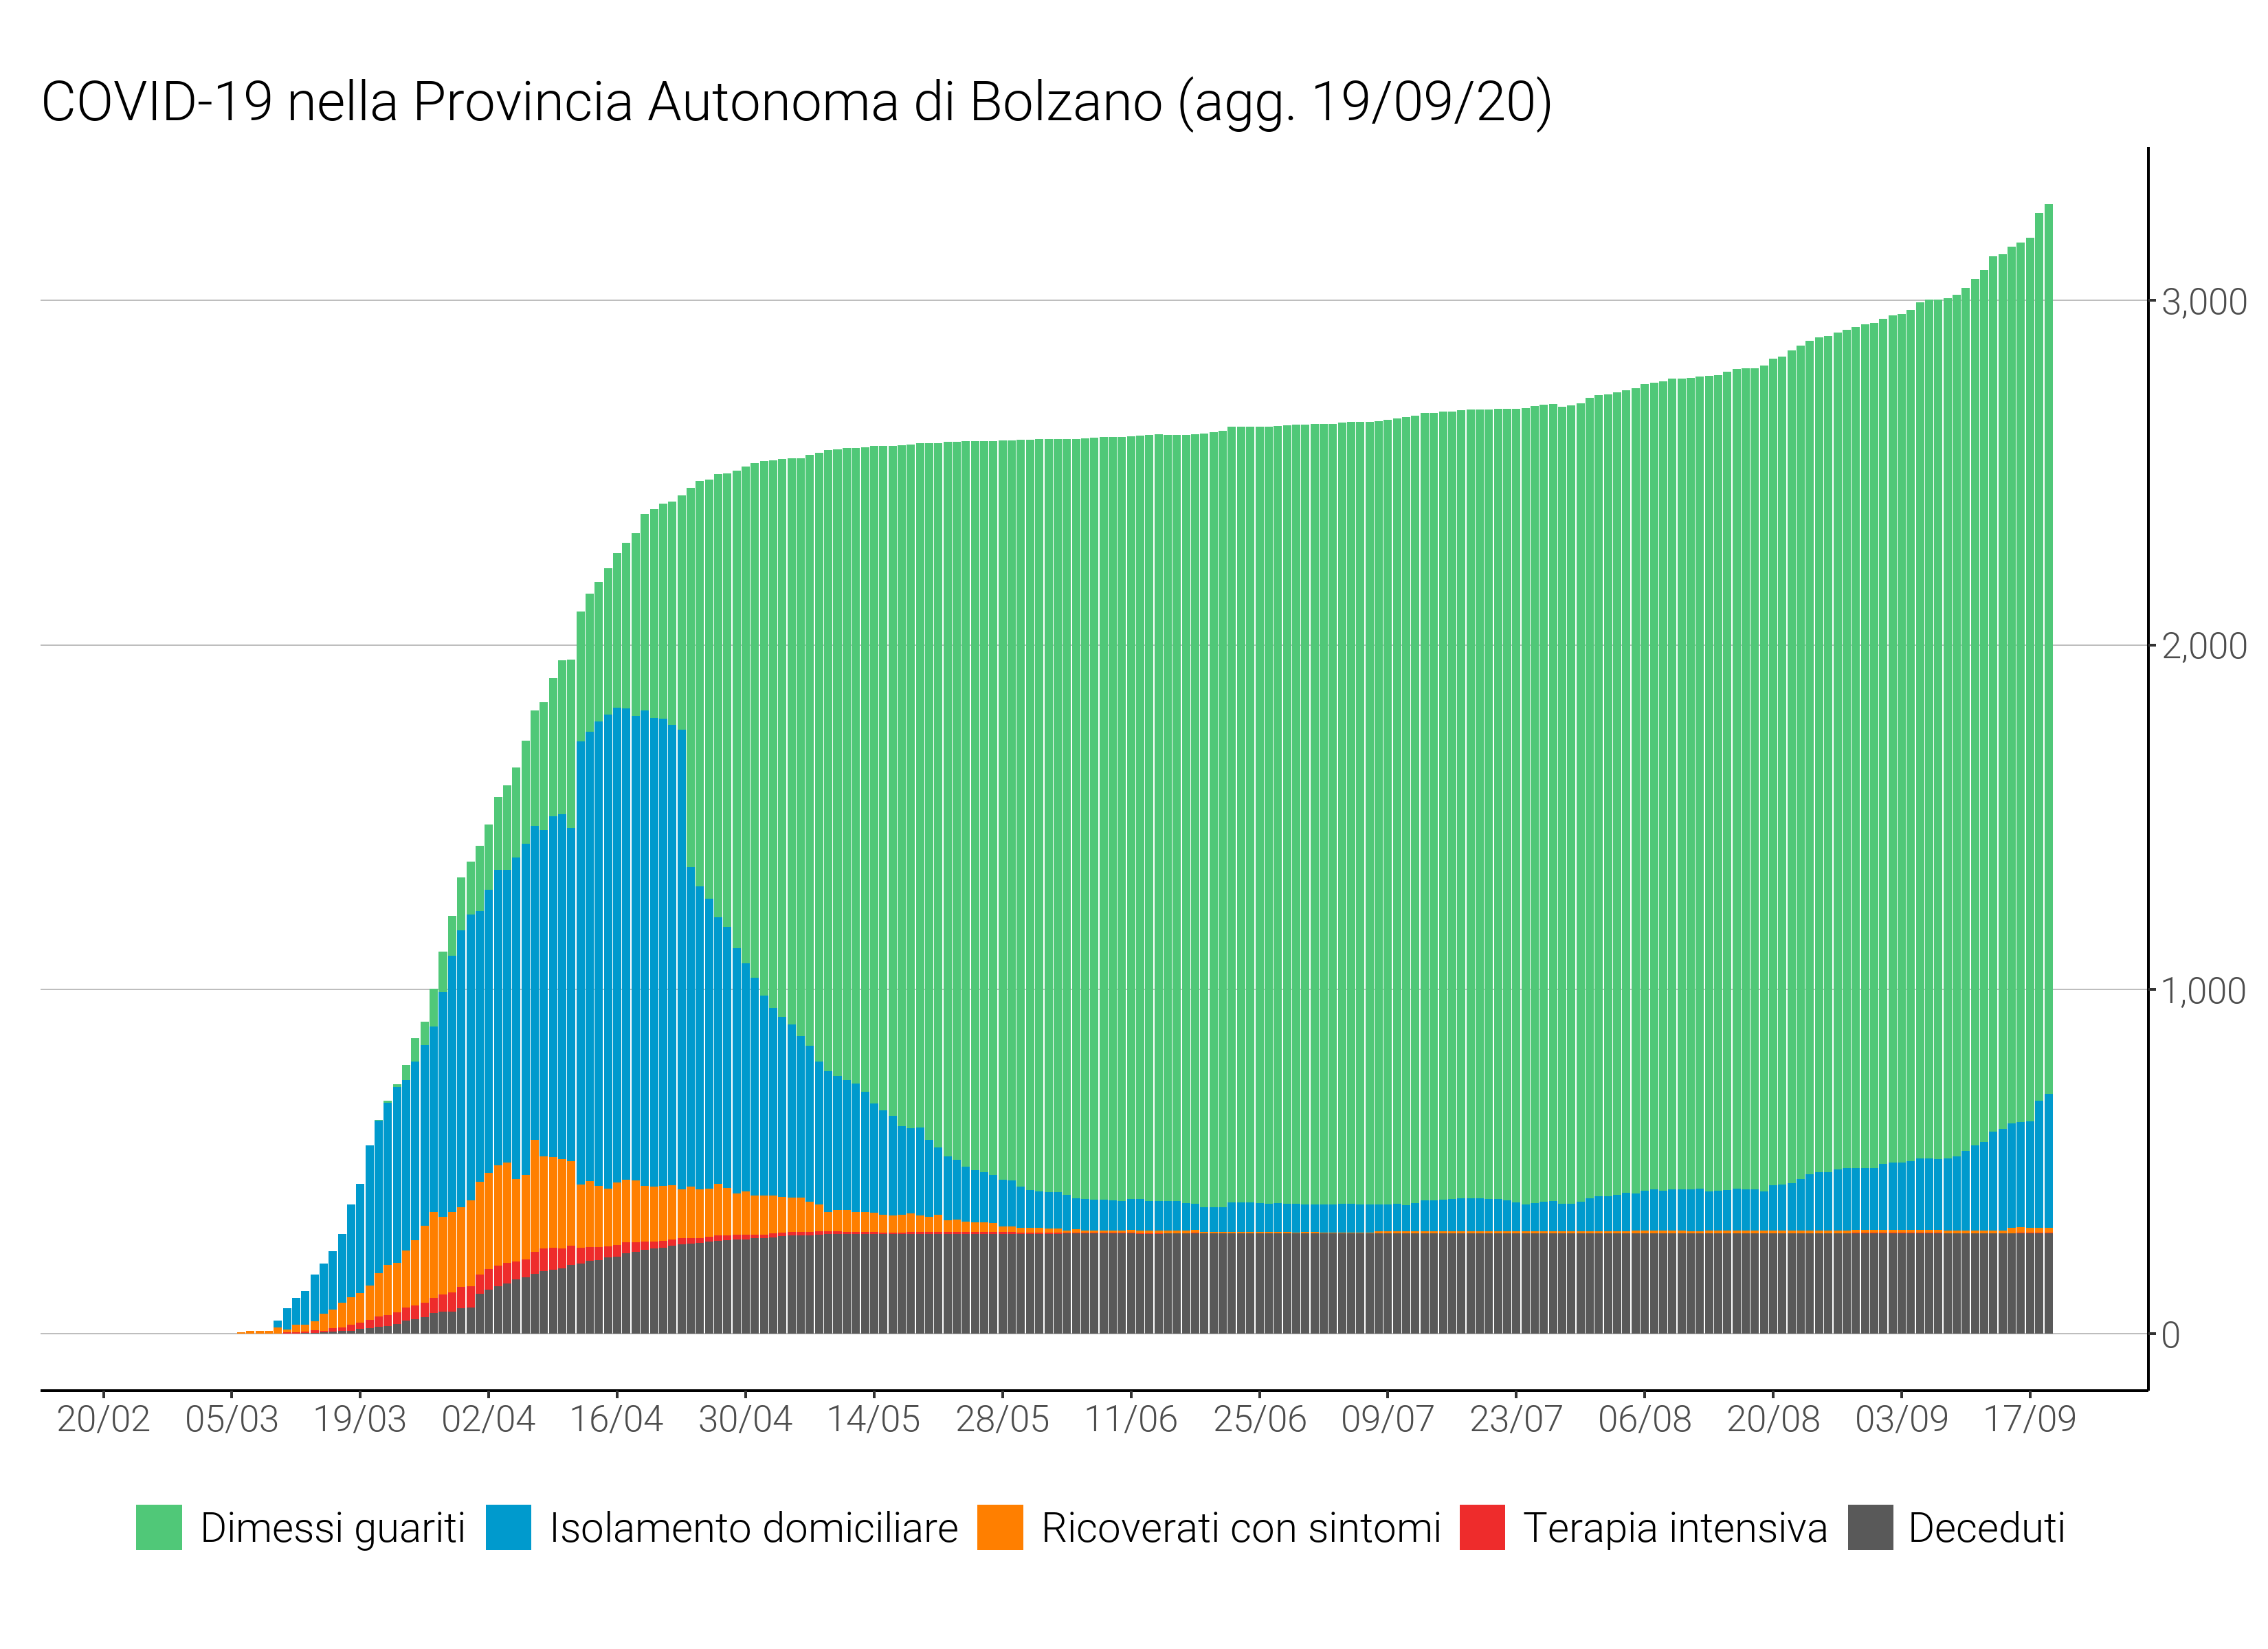 COVID-19 nella Provincia Autonoma di Bolzano (agg. 19/09/20)
3,000
2,000
1,000
0
20/02 05/03 19/03 02/04 16/04 30/04 14/05 28/05 11/06 25/06 09/07 23/07 06/08 20/08 03/09 17/09
Dimessi guariti Isolamento domiciliare Ricoverati con sintomi Terapia intensiva Deceduti